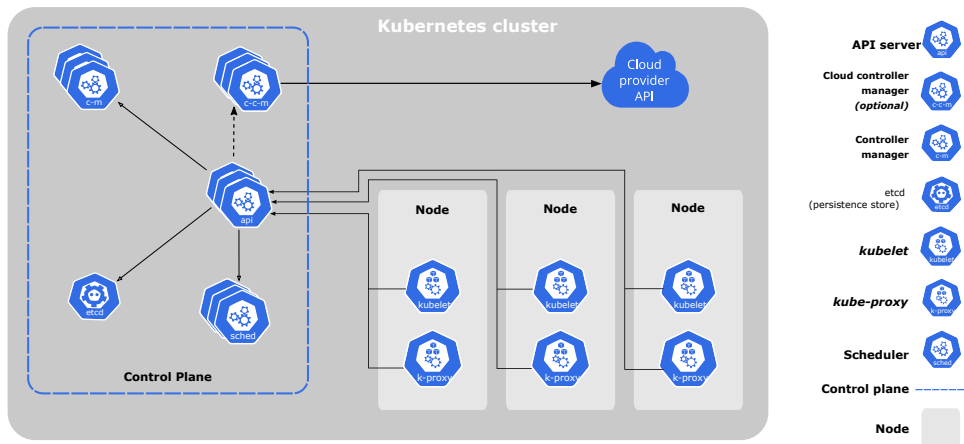 Kubernetes cluster
c-m
c-c-m
Cloud
provider
API
api
Node
Node
Node
etcd
sched
kubelet
kubelet
kubelet
k-proxy
k-proxy
k-proxy
Control Plane
API server
api
Cloud controller
manager
(optional)
c-c-m
Controller
manager
c-m
etcd
(persistence store)
etcd
kubelet
kubelet
kube-proxy
k-proxy
Scheduler
sched
Control plane
Node